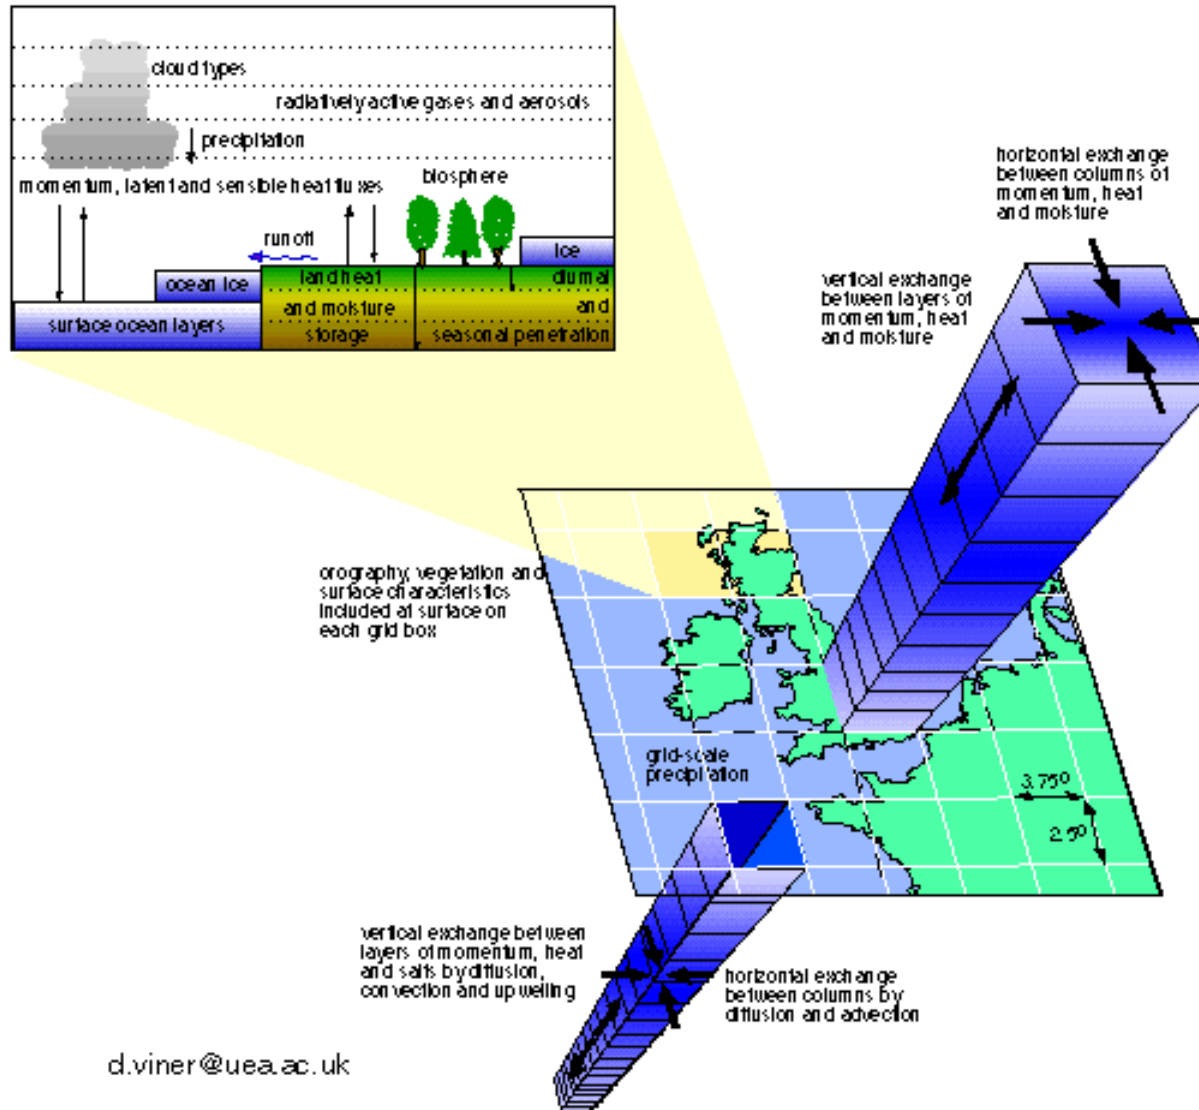 cloud types
radiatively active gases and aerosols
precipitation
momentum, latent and sensible heat fluxes
biosphere
run off
ice
ocean ice
land heat
and moisture
storage
diurnal
and
seasonal penetration
surface ocean layers
horizontal exchange
between columns of
momentum, heat
and moisture
vertical exchange
between layers of
momentum, heat
and moisture
orography, vegetation and
surface characteristics
included at surface on
each grid box
grid-scale
precipitation
3.75°
2.5°
vertical exchange between
layers of momentum, heat
and salts by diffusion,
convection and upwelling
horizontal exchange
between columns by
diffusion and advection
d.viner@uea.ac.uk